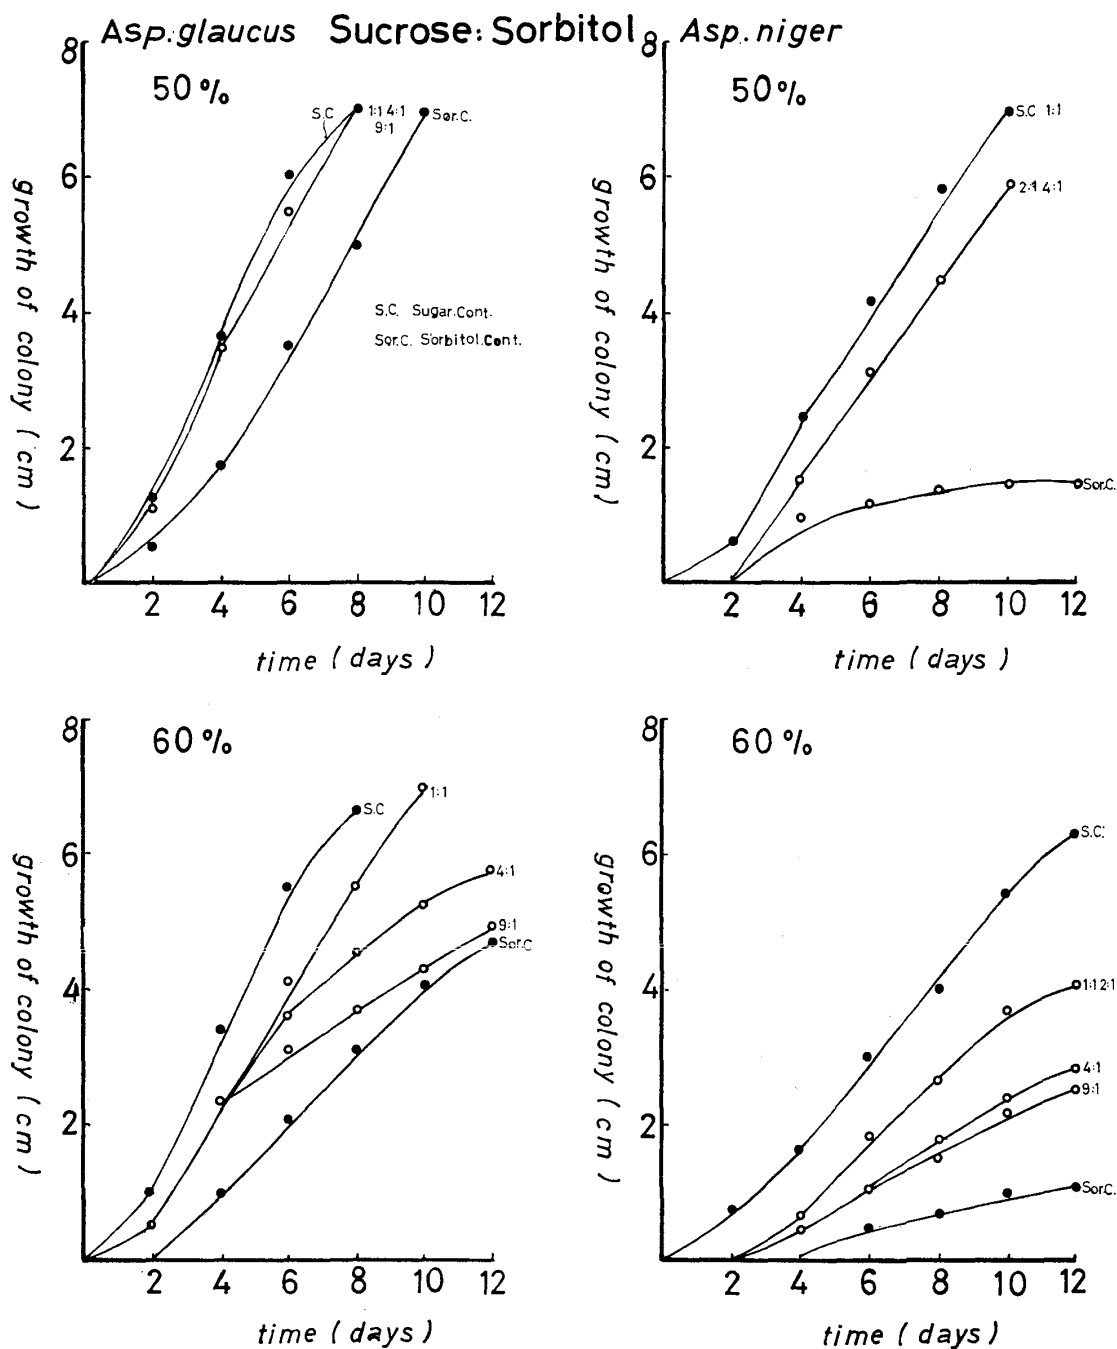 Asp.glaucus Sucrose:Sorbitol Asp.niger
8
50%
S.C
1:1 4:1
9:1
Sor.C.
6
growth of colony (cm)
4
S.C. Sugar.Cont.
Sor.C. Sorbitol.Cont.
2
2 4 6 8 10 12
time (days)
8
50%
S.C 1:1
6
2:1 4:1
growth of colony (cm)
4
2
Sor.C.
2 4 6 8 10 12
time (days)
8
60%
S.C
1:1
6
4:1
growth of colony (cm)
9:1
Sor.C
4
2
2 4 6 8 10 12
time (days)
8
60%
S.C.
6
growth of colony (cm)
4
1:1 2:1
4:1
9:1
2
Sor.C.
2 4 6 8 10 12
time (days)